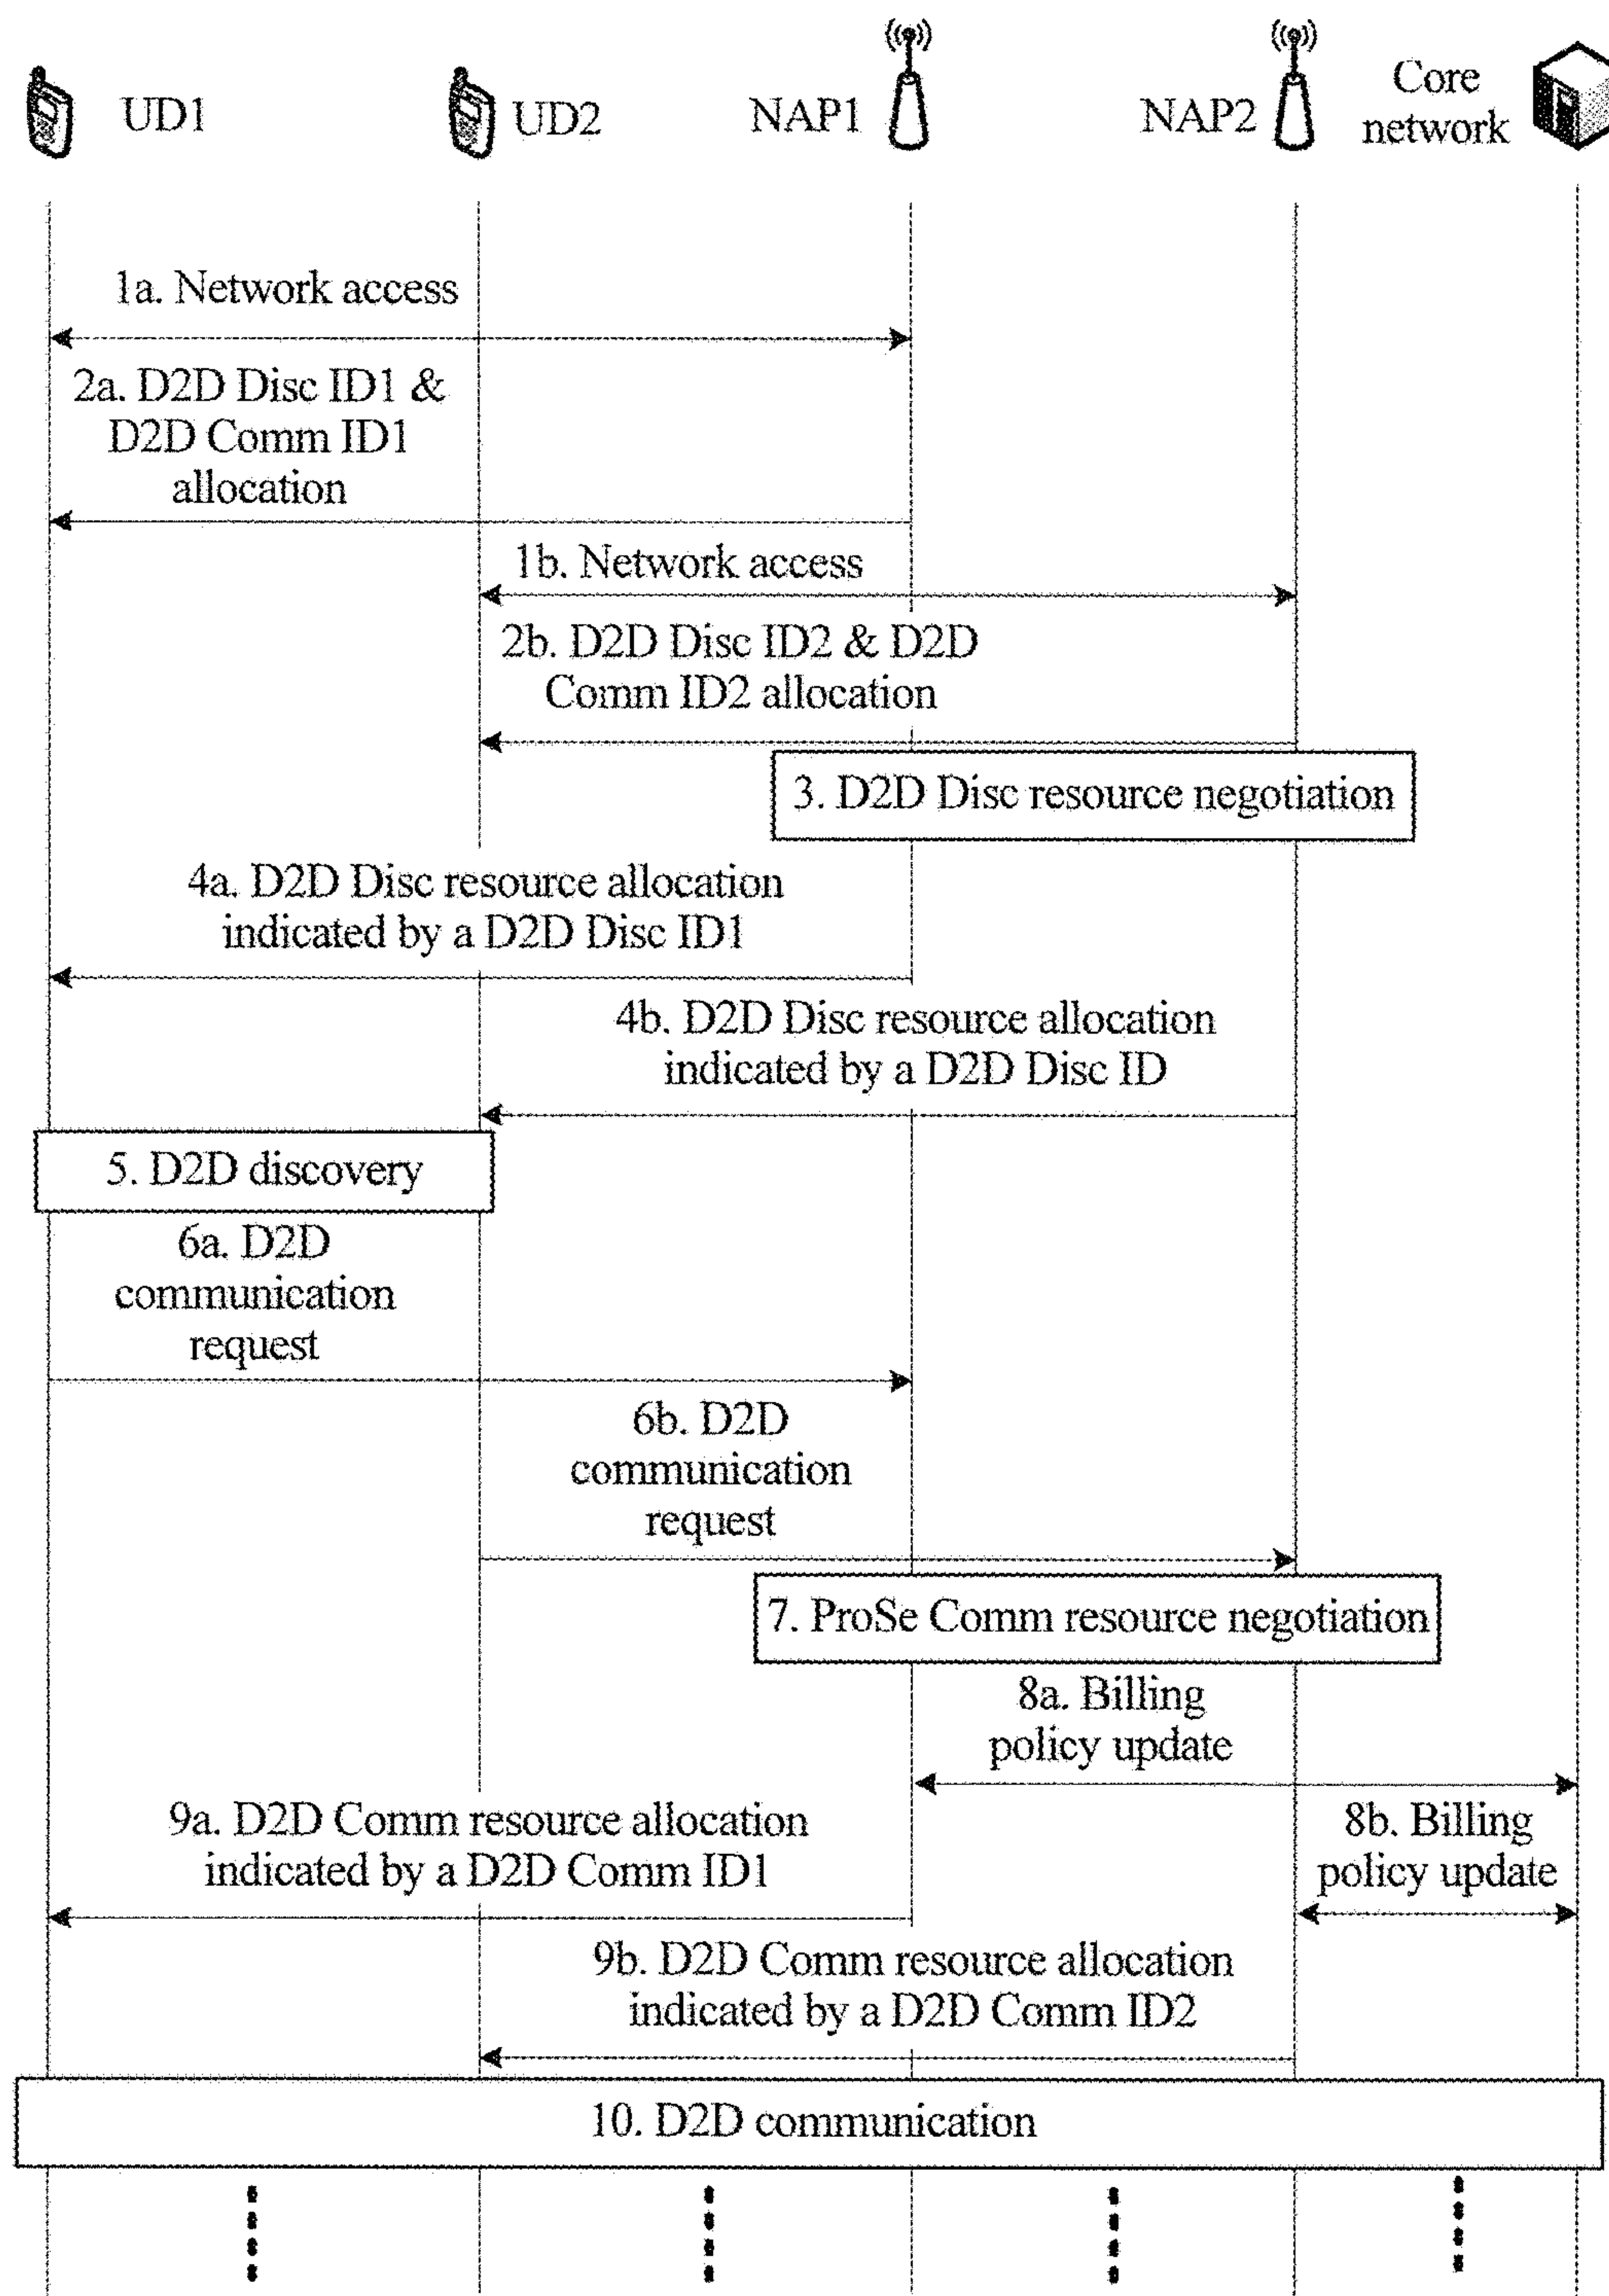 UD1
UD2
NAP1
NAP2
Core
network
1a. Network access
2a. D2D Disc ID1 &
D2D Comm ID1
allocation
1b. Network access
2b. D2D Disc ID2 & D2D
Comm ID2 allocation
3. D2D Disc resource negotiation
4a. D2D Disc resource allocation
indicated by a D2D Disc ID1
4b. D2D Disc resource allocation
indicated by a D2D Disc ID
5. D2D discovery
6a. D2D
communication
request
6b. D2D
communication
request
7. ProSe Comm resource negotiation
8a. Billing
policy update
9a. D2D Comm resource allocation
indicated by a D2D Comm ID1
8b. Billing
policy update
9b. D2D Comm resource allocation
indicated by a D2D Comm ID2
10. D2D communication